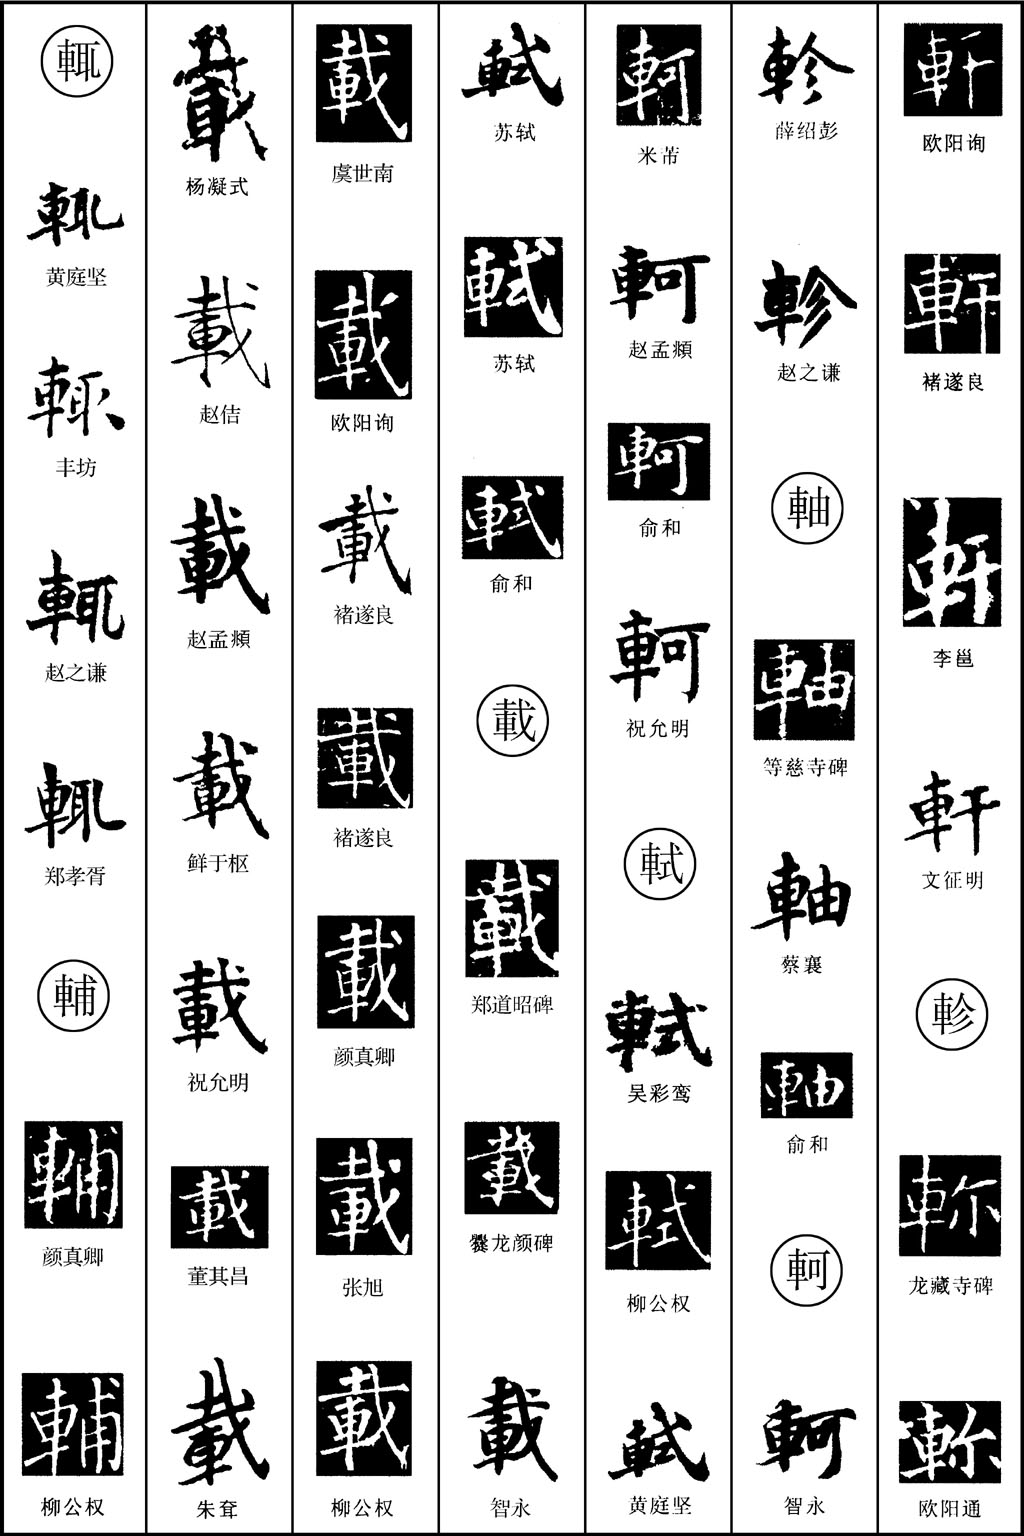 軒
欧阳询
軒
褚遂良
軒
李邕
軒
文征明
軫
軫
龙藏寺碑
軫
欧阳通
軫
薛绍彭
軫
赵之谦
軸
軸
等慈寺碑
軸
蔡襄
軸
俞和
軻
軻
智永
軻
米芾
軻
赵孟頫
軻
俞和
軻
祝允明
軾
軾
吴彩鸾
軾
柳公权
軾
黄庭坚
軾
苏轼
軾
苏轼
軾
俞和
載
載
郑道昭碑
載
爨龙颜碑
載
智永
載
虞世南
載
欧阳询
載
褚遂良
載
褚遂良
載
颜真卿
載
张旭
載
柳公权
載
杨凝式
載
赵佶
載
赵孟頫
載
鲜于枢
載
祝允明
載
董其昌
載
朱耷
輒
輒
黄庭坚
輒
丰坊
輒
赵之谦
輒
郑孝胥
輔
輔
颜真卿
輔
柳公权